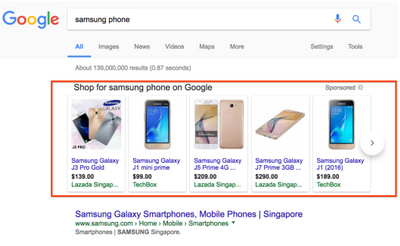 Google
samsung phone
All Images News Videos Maps More Settings Tools
About 139,000,000 results (0.87 seconds)
Shop for samsung phone on Google Sponsored
J3 PRO
Samsung Galaxy J3 Pro Gold
$139.00
Lazada Singap...
Samsung Galaxy J1 mini prime
$99.00
TechBox
Samsung Galaxy J5 Prime 4G ...
$209.00
Lazada Singap...
Samsung Galaxy J7 Prime 3GB ...
$290.00
Lazada Singap...
Samsung Galaxy J1 (2016)
$189.00
TechBox
Samsung Galaxy Smartphones, Mobile Phones | Singapore
www.samsung.com › Home › Mobile › Smartphones
Smartphones | SAMSUNG Singapore.